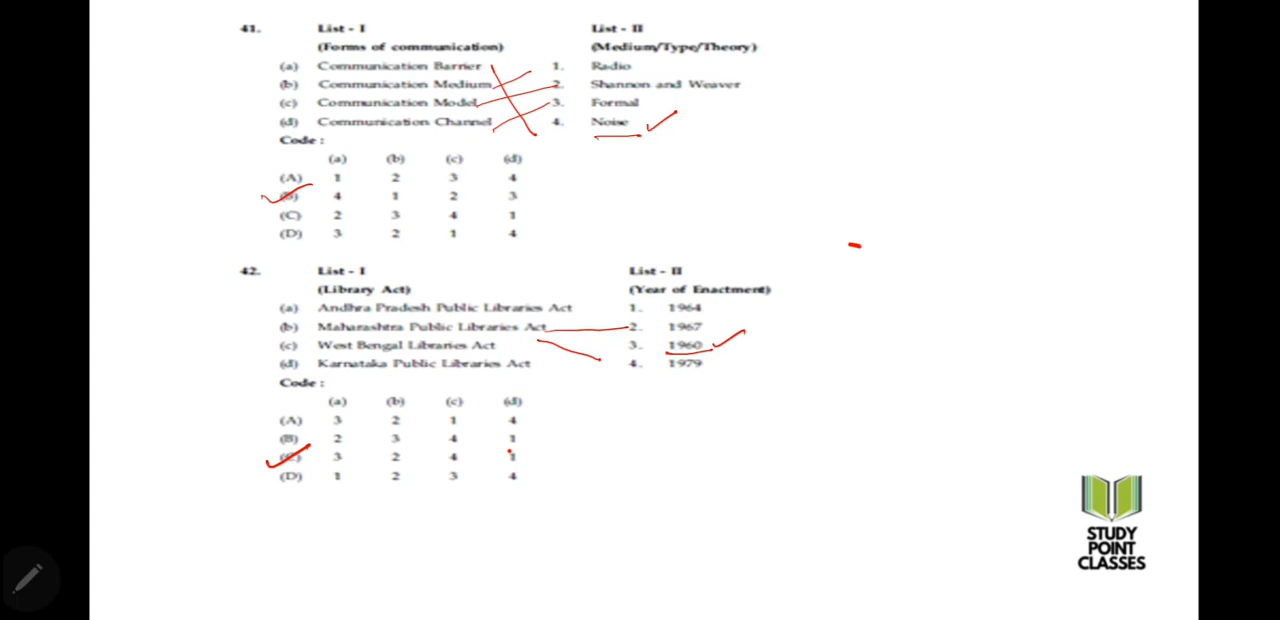 41. List - I List - II
(Forms of communication) (Medium/Type/Theory)
(a) Communication Barrier 1. Radio
(b) Communication Medium 2. Shannon and Weaver
(c) Communication Model 3. Formal
(d) Communication Channel 4. Noise
Code :
(a) (b) (c) (d)
(A) 1 2 3 4
(B) 4 1 2 3
(C) 2 3 4 1
(D) 3 2 1 4
42. List - I List - II
(Library Act) (Year of Enactment)
(a) Andhra Pradesh Public Libraries Act 1. 1964
(b) Maharashtra Public Libraries Act 2. 1967
(c) West Bengal Libraries Act 3. 1960
(d) Karnataka Public Libraries Act 4. 1979
Code :
(a) (b) (c) (d)
(A) 3 2 1 4
(B) 2 3 4 1
(C) 3 2 4 1
(D) 1 2 3 4
STUDY
POINT
CLASSES